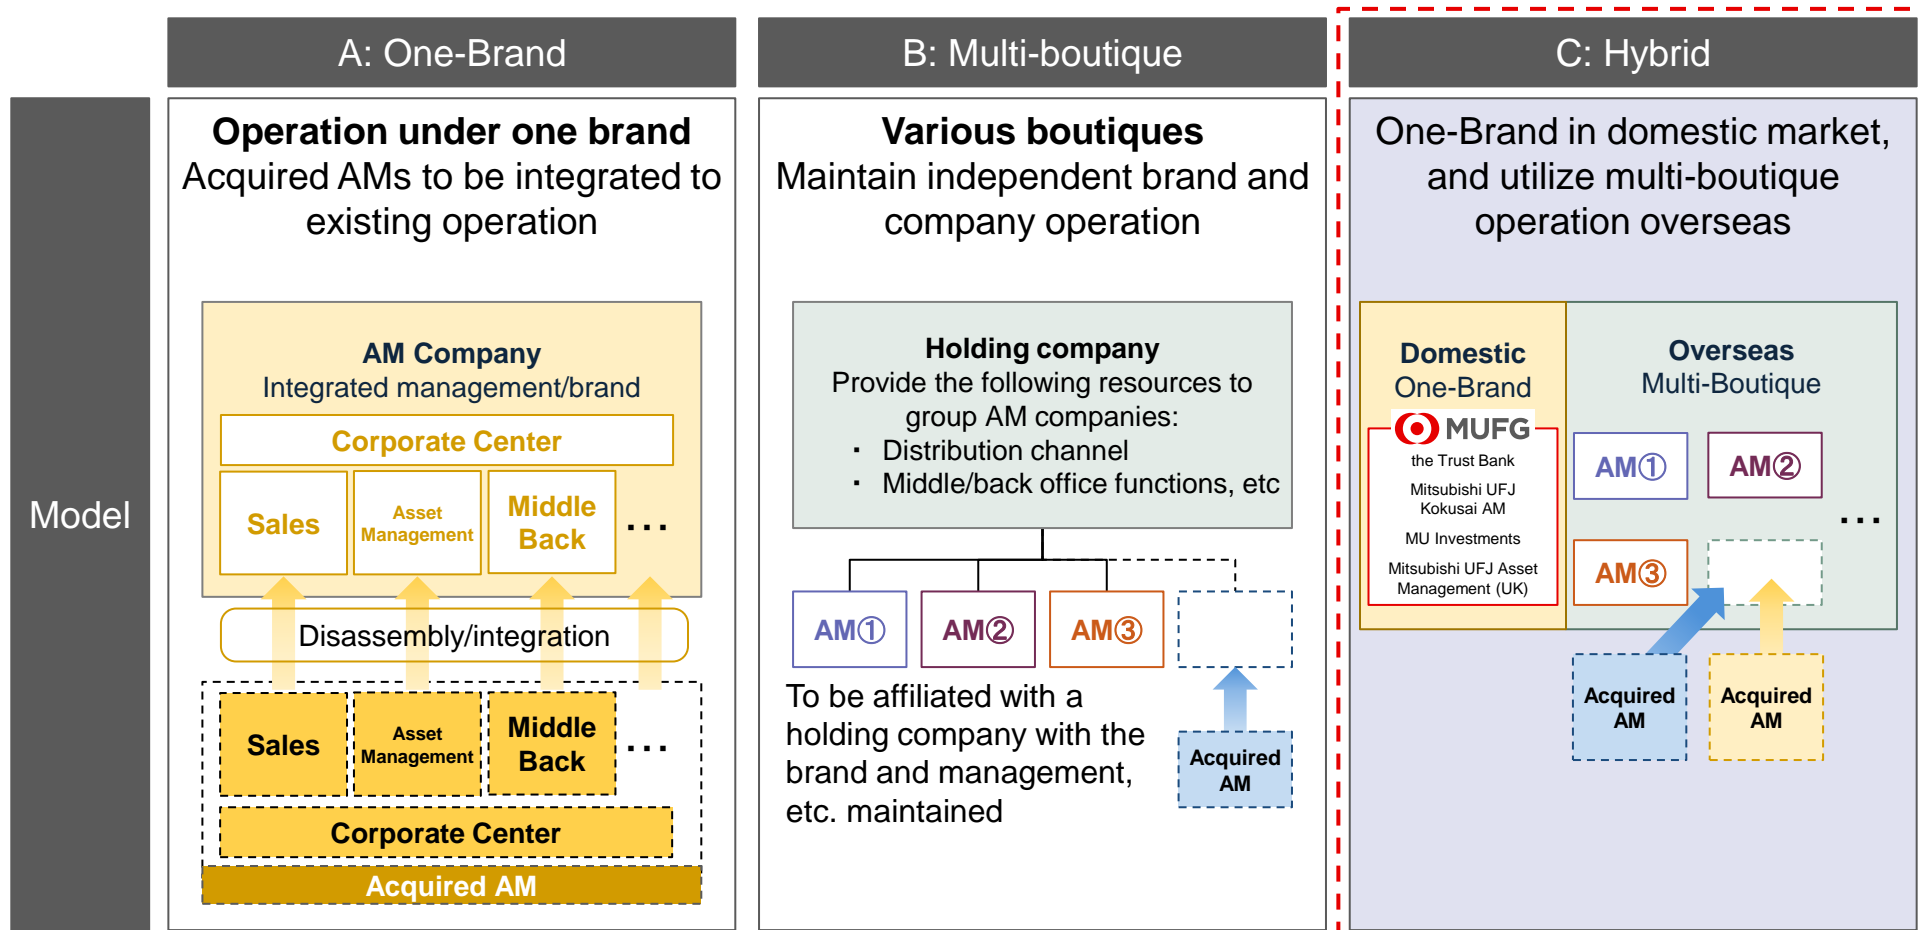 A: One-Brand
B: Multi-boutique
C: Hybrid
Model
Operation under one brand
Acquired AMs to be integrated to
existing operation
AM Company
Integrated management/brand
Corporate Center
Sales
Asset
Management
Middle
Back
...
Disassembly/integration
Sales
Asset
Management
Middle
Back
...
Corporate Center
Acquired AM
Various boutiques
Maintain independent brand and
company operation
Holding company
Provide the following resources to
group AM companies:
・ Distribution channel
・ Middle/back office functions, etc
AM①
AM②
AM③
To be affiliated with a
holding company with the
brand and management,
etc. maintained
Acquired
AM
One-Brand in domestic market,
and utilize multi-boutique
operation overseas
Domestic
One-Brand
MUFG
the Trust Bank
Mitsubishi UFJ
Kokusai AM
MU Investments
Mitsubishi UFJ Asset
Management (UK)
Overseas
Multi-Boutique
AM①
AM②
...
AM③
Acquired
AM
Acquired
AM